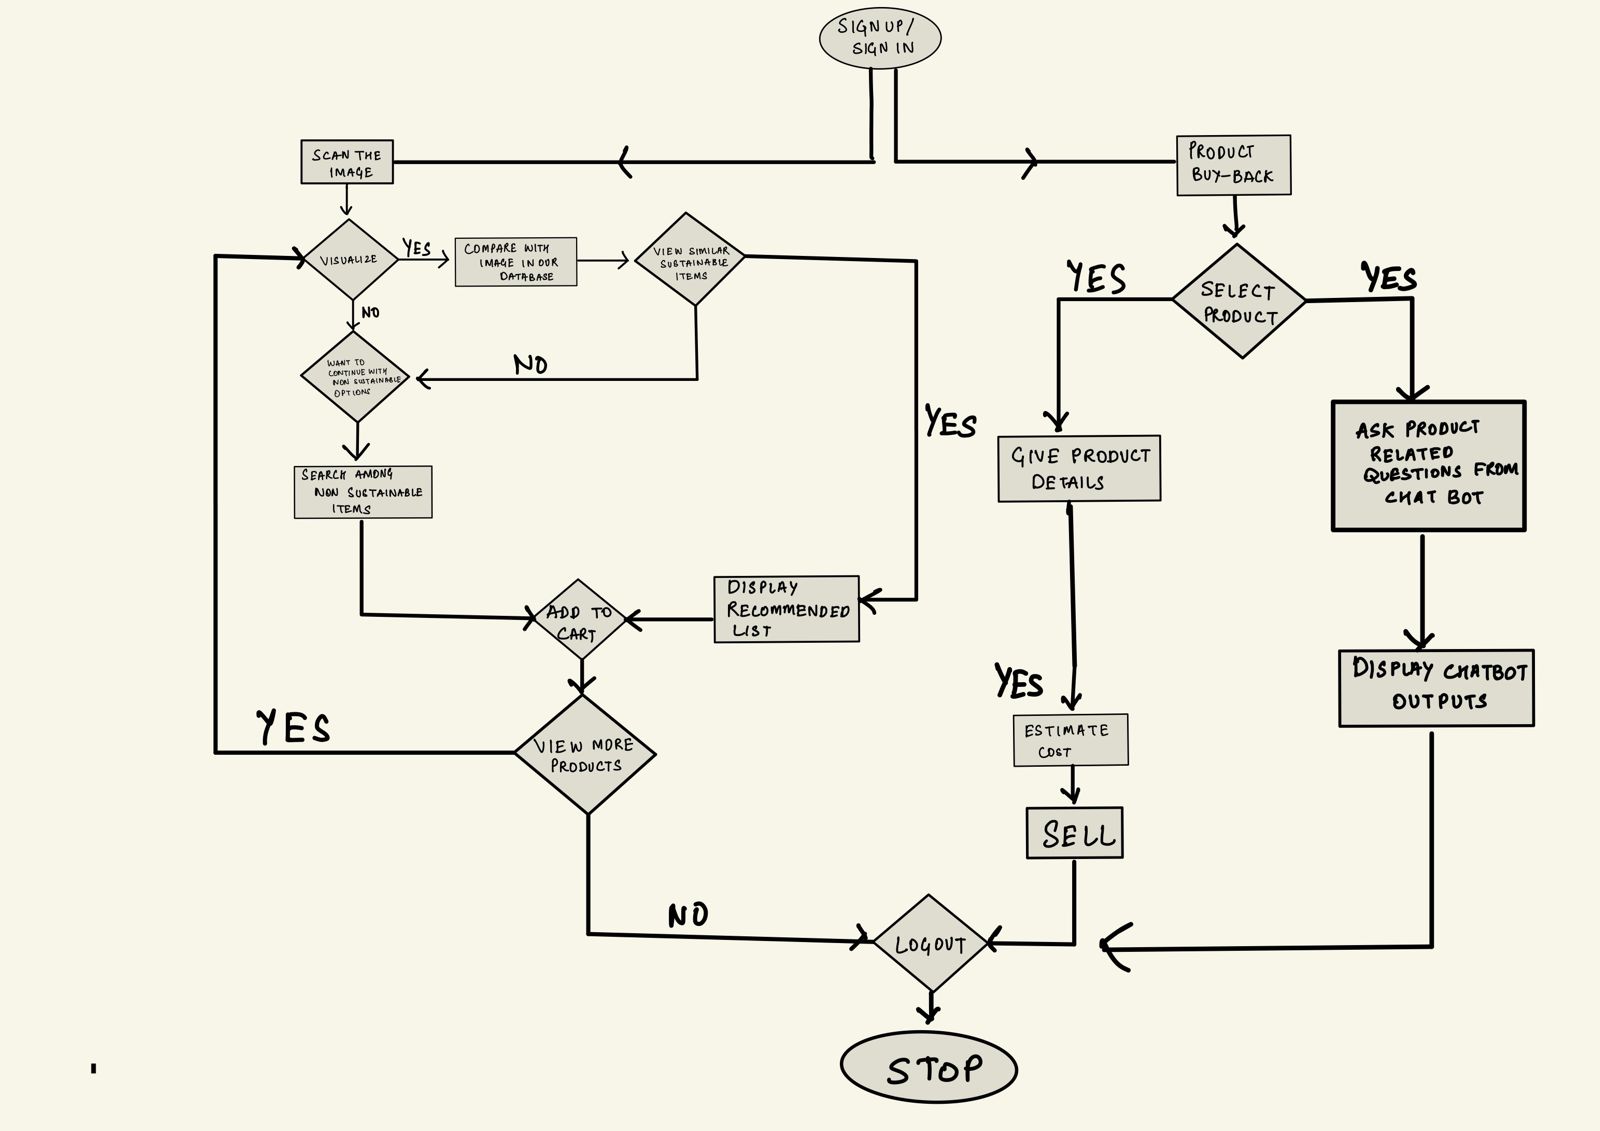 SIGN UP/
SIGN IN
SCAN THE
IMAGE
PRODUCT
BUY-BACK
VISUALIZE
YES
COMPARE WITH
IMAGE IN OUR
DATABASE
VIEW SIMILAR
SUSTAINABLE
ITEMS
NO
WANT TO
CONTINUE WITH
NON SUSTAINABLE
OPTIONS
NO
YES
SEARCH AMONG
NON SUSTAINABLE
ITEMS
ADD TO
CART
DISPLAY
RECOMMENDED
LIST
VIEW MORE
PRODUCTS
YES
NO
YES
SELECT
PRODUCT
YES
GIVE PRODUCT
DETAILS
ASK PRODUCT
RELATED
QUESTIONS FROM
CHAT BOT
YES
ESTIMATE
COST
SELL
DISPLAY CHATBOT
OUTPUTS
LOGOUT
STOP